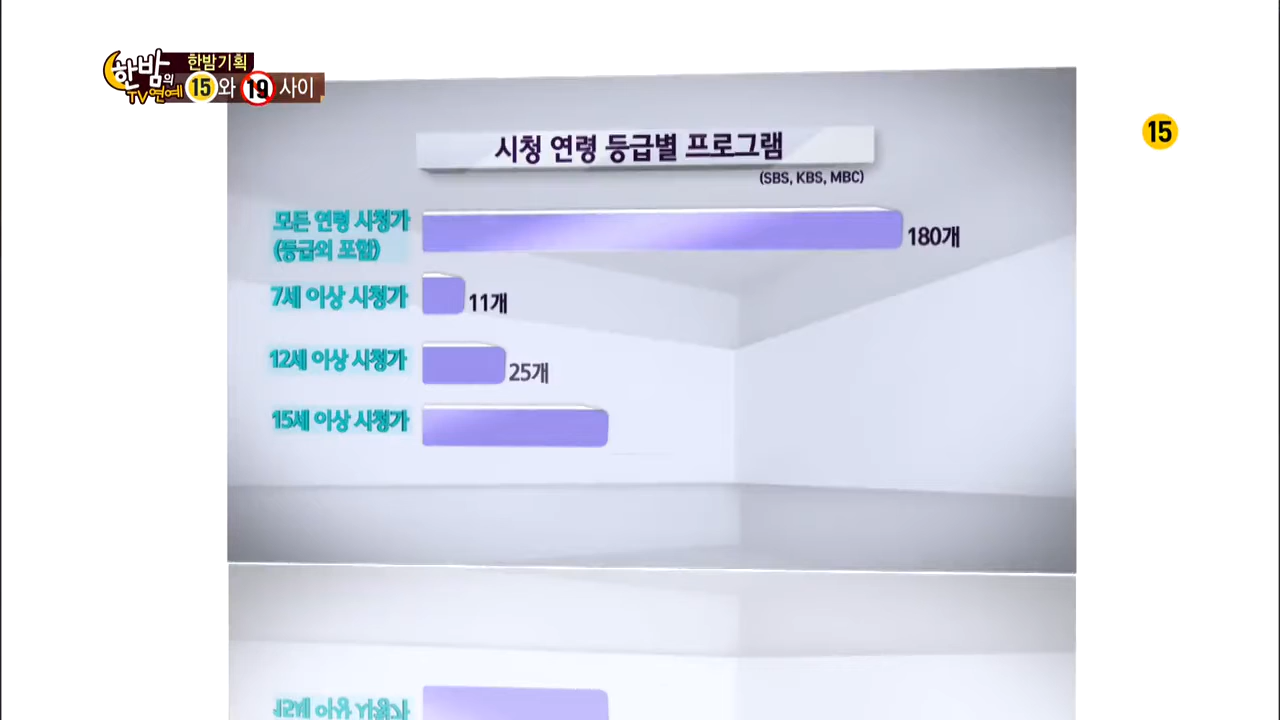 한밤의
TV연예
한밤기획
15와 19 사이
15
시청 연령 등급별 프로그램
(SBS, KBS, MBC)
모든 연령 시청가
(등급외 포함)
180개
7세 이상 시청가
11개
12세 이상 시청가
25개
15세 이상 시청가